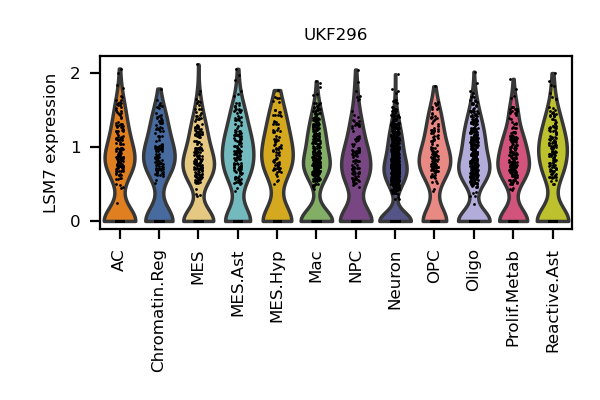 UKF296
LSM7 expression
2
1
0
AC
Chromatin.Reg
MES
MES.Ast
MES.Hyp
Mac
NPC
Neuron
OPC
Oligo
Prolif.Metab
Reactive.Ast